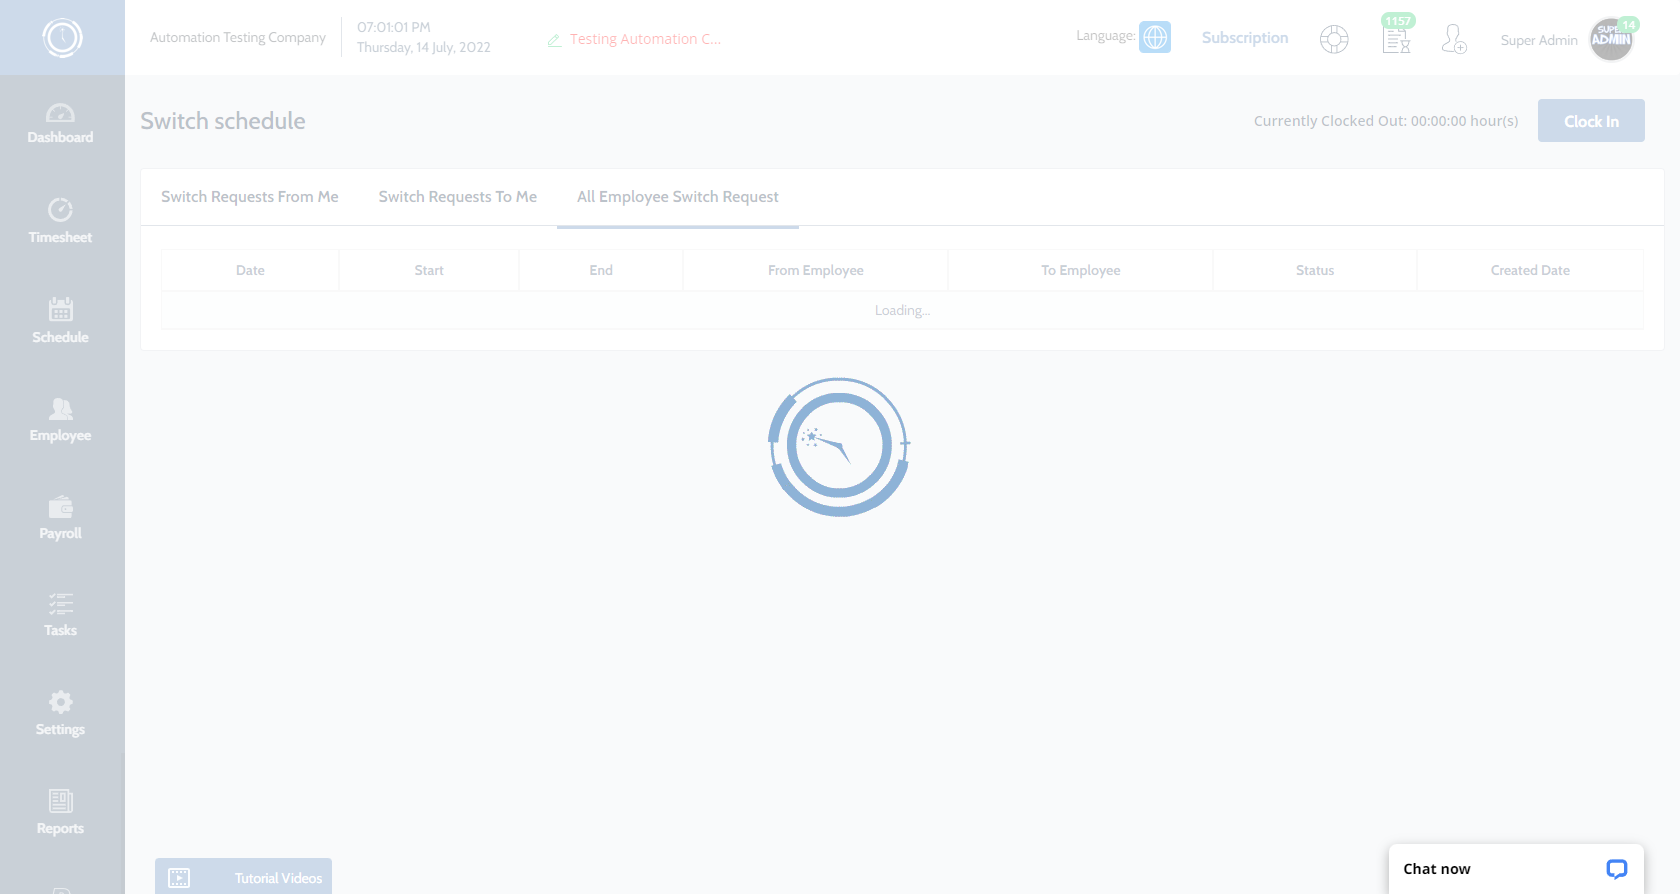 Automation Testing Company
07:01:01 PM
Thursday, 14 July, 2022
Testing Automation C...
Language:
Subscription
1157
Super Admin
14
SUPER
ADMIN
Dashboard
Timesheet
Schedule
Employee
Payroll
Tasks
Settings
Reports
Switch schedule
Currently Clocked Out: 00:00:00 hour(s)
Clock In
Switch Requests From Me
Switch Requests To Me
All Employee Switch Request
Date
Start
End
From Employee
To Employee
Status
Created Date
Loading...
Tutorial Videos
Chat now